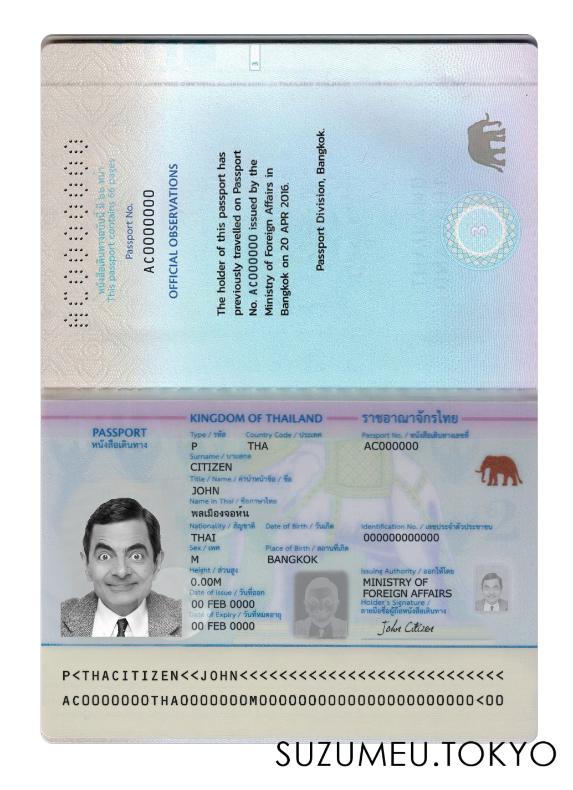 3
หนังสือเดินทางฉบับนี้ มี ๖๖ หน้า
This passport contains 66 pages
Passport No.
AC0000000
OFFICIAL OBSERVATIONS
The holder of this passport has
previously travelled on Passport
No. AC000000 issued by the
Ministry of Foreign Affairs in
Bangkok on 20 APR 2016.
Passport Division, Bangkok.
3
PASSPORT
หนังสือเดินทาง
KINGDOM OF THAILAND ราชอาณาจักรไทย
Type / รหัส Country Code / ประเทศ Passport No. / หนังสือเดินทางเลขที่
P THA AC000000
Surname / นามสกุล
CITIZEN
Title / Name / คำนำหน้าชื่อ / ชื่อ
JOHN
Name in Thai / ชื่อภาษาไทย
พลเมืองจอห์น
Nationality / สัญชาติ Date of Birth / วันเกิด Identification No. / เลขประจำตัวประชาชน
THAI 000000000000
Sex / เพศ Place of Birth / สถานที่เกิด
M BANGKOK
Height / ส่วนสูง Issuing Authority / ออกให้โดย
0.00M MINISTRY OF
FOREIGN AFFAIRS
Date of Issue / วันที่ออก Holder's Signature /
00 FEB 0000 ลายมือชื่อผู้ถือหนังสือเดินทาง
Date of Expiry / วันที่หมดอายุ
00 FEB 0000 John Citizen
P<THACITIZEN<<JOHN<<<<<<<<<<<<<<<<<<<<<<<<<<
AC0000000THA0000000M0000000000000000000000<00
SUZUMEU.TOKYO